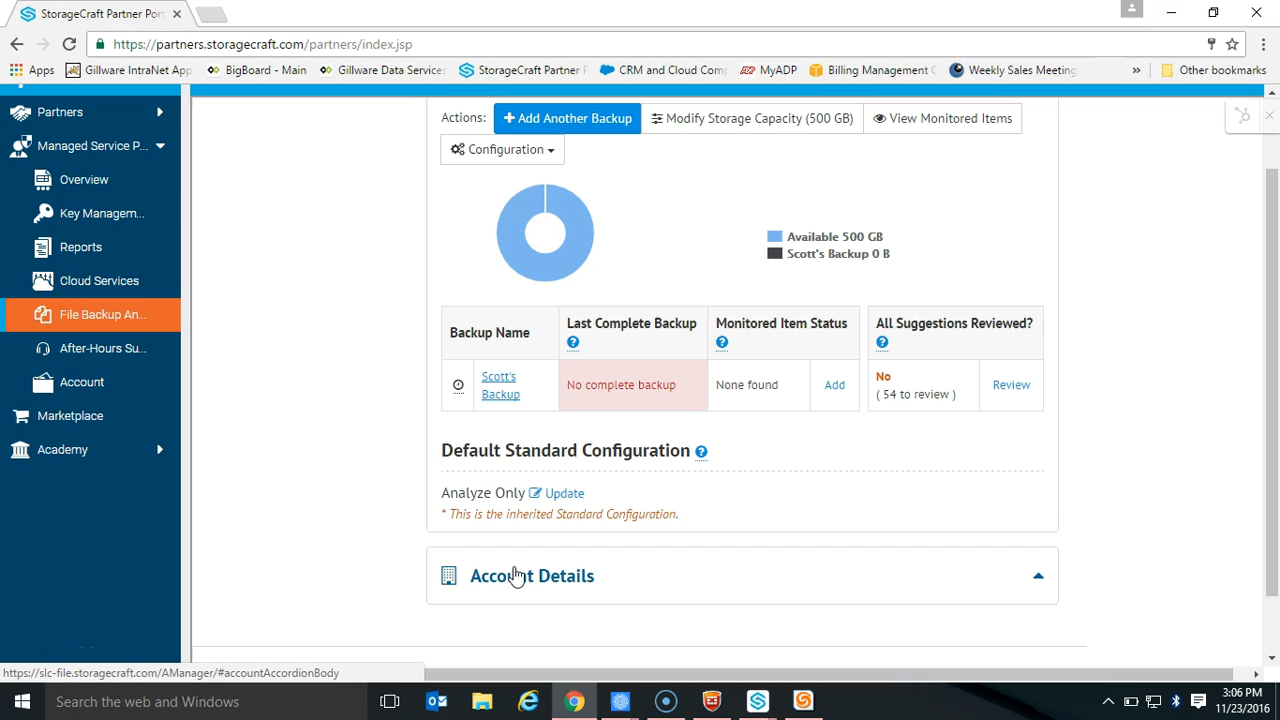 StorageCraft Partner Port
https://partners.storagecraft.com/partners/index.jsp
Apps
Gillware IntraNet App
BigBoard - Main
Gillware Data Services
StorageCraft Partner P
CRM and Cloud Com
MyADP
Billing Management C
Weekly Sales Meeting
»
Other bookmarks
Partners
Managed Service P...
Overview
Key Managem...
Reports
Cloud Services
File Backup An...
After-Hours Su...
Account
Marketplace
Academy
Actions:
+ Add Another Backup
Modify Storage Capacity (500 GB)
View Monitored Items
Configuration
Available 500 GB
Scott's Backup 0 B
Backup Name
Last Complete Backup ?
Monitored Item Status ?
All Suggestions Reviewed? ?
Scott's
Backup
No complete backup
None found
Add
No
( 54 to review )
Review
Default Standard Configuration ?
Analyze Only Update
* This is the inherited Standard Configuration.
Account Details
https://slc-file.storagecraft.com/AManager/#accountAccordionBody
Search the web and Windows
3:06 PM
11/23/2016